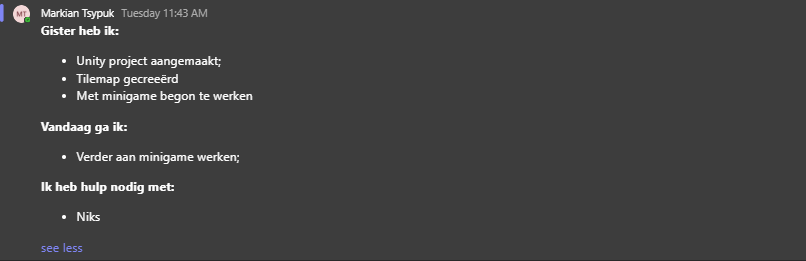 MT
Markian Tsypuk Tuesday 11:43 AM
Gister heb ik:
• Unity project aangemaakt;
• Tilemap gecreeërd
• Met minigame begon te werken
Vandaag ga ik:
• Verder aan minigame werken;
Ik heb hulp nodig met:
• Niks
see less